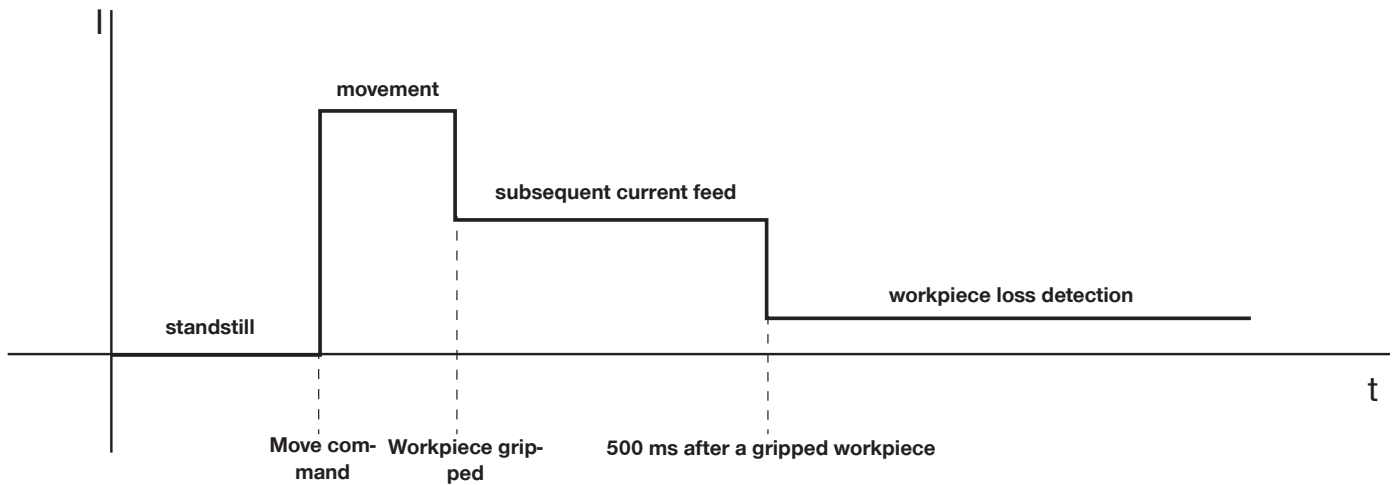 I
movement
subsequent current feed
workpiece loss detection
standstill
t
Move com-
mand
Workpiece grip-
ped
500 ms after a gripped workpiece